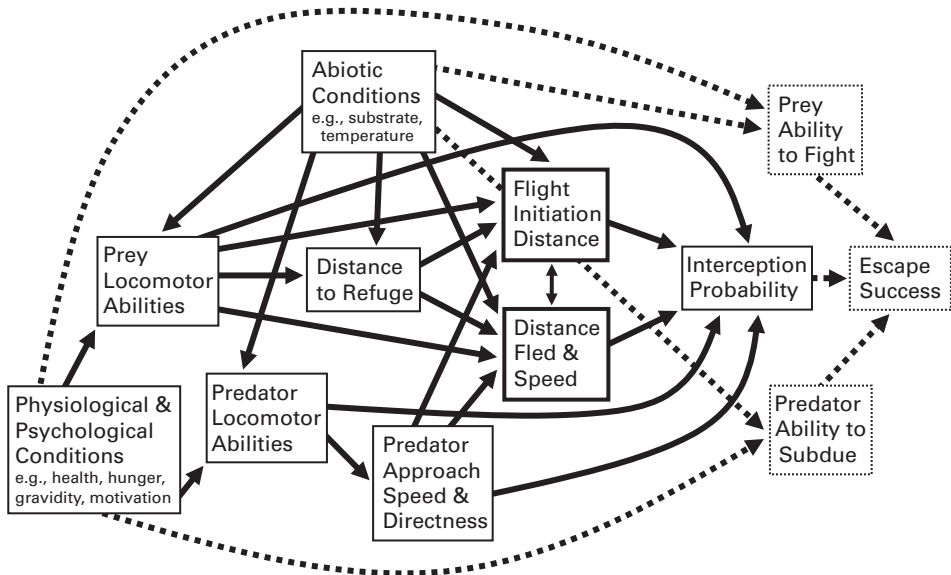 Abiotic
Conditions
e.g., substrate,
temperature
Prey
Ability
to Fight
Flight
Initiation
Distance
Prey
Locomotor
Abilities
Distance
to Refuge
Interception
Probability
Escape
Success
Distance
Fled &
Speed
Physiological &
Psychological
Conditions
e.g., health, hunger,
gravidity, motivation
Predator
Locomotor
Abilities
Predator
Approach
Speed &
Directness
Predator
Ability to
Subdue